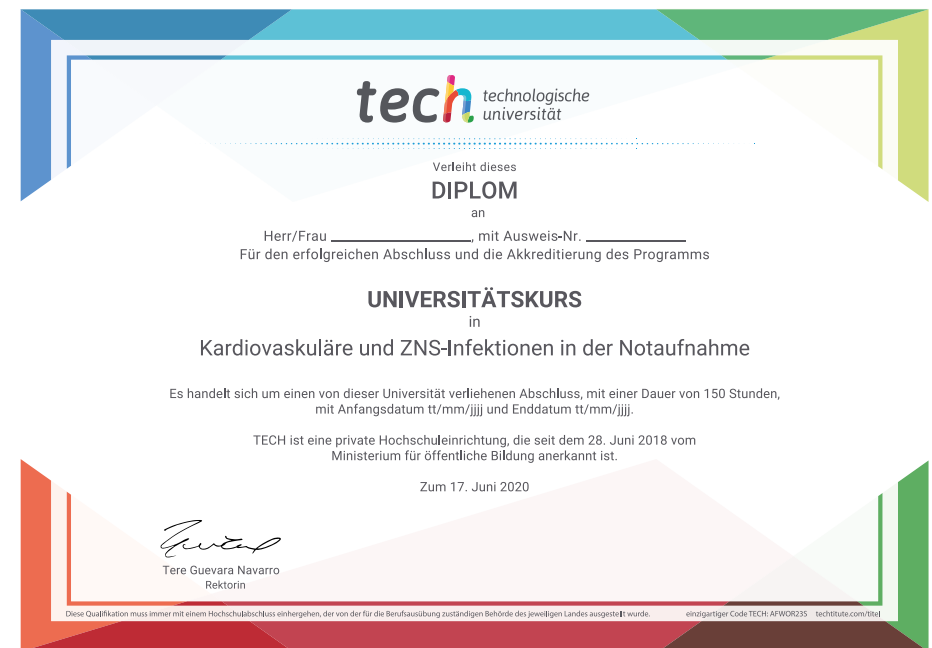 tech technologische
universität
Verleiht dieses
DIPLOM
an
Herr/Frau ____________, mit Ausweis-Nr. ____________
Für den erfolgreichen Abschluss und die Akkreditierung des Programms
UNIVERSITÄTSKURS
in
Kardiovaskuläre und ZNS-Infektionen in der Notaufnahme
Es handelt sich um einen von dieser Universität verliehenen Abschluss, mit einer Dauer von 150 Stunden,
mit Anfangsdatum tt/mm/jjjj und Enddatum tt/mm/jjjj.
TECH ist eine private Hochschuleinrichtung, die seit dem 28. Juni 2018 vom
Ministerium für öffentliche Bildung anerkannt ist.
Zum 17. Juni 2020
Tere Guevara Navarro
Rektorin
Diese Qualifikation muss immer mit einem Hochschulabschluss einhergehen, der von der für die Berufsausübung zuständigen Behörde des jeweiligen Landes ausgestellt wurde. einzigartiger Code TECH: AFWOR23S techtitute.com/titel